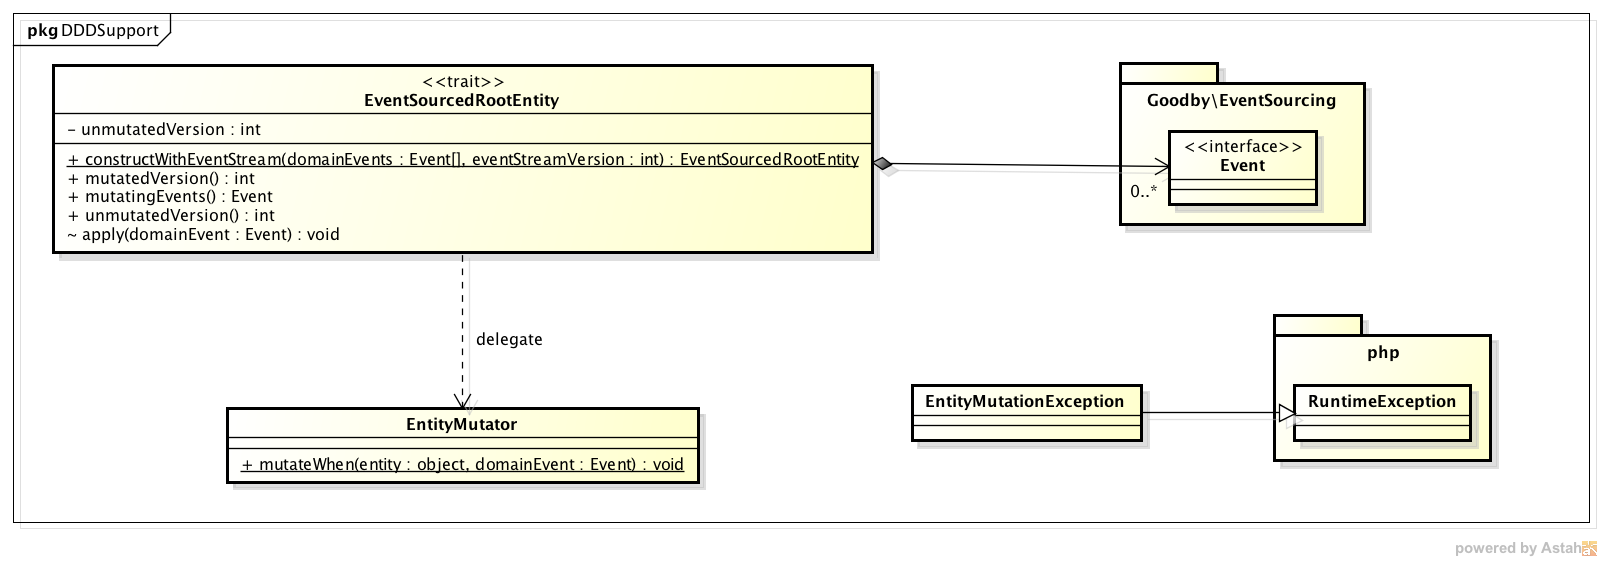 pkg DDDSupport
<<trait>>
EventSourcedRootEntity
- unmutatedVersion : int
+ constructWithEventStream(domainEvents : Event[], eventStreamVersion : int) : EventSourcedRootEntity
+ mutatedVersion() : int
+ mutatingEvents() : Event
+ unmutatedVersion() : int
~ apply(domainEvent : Event) : void
Goodby\EventSourcing
<<interface>>
Event
0..*
delegate
EntityMutator
+ mutateWhen(entity : object, domainEvent : Event) : void
EntityMutationException
php
RuntimeException
powered by Astah